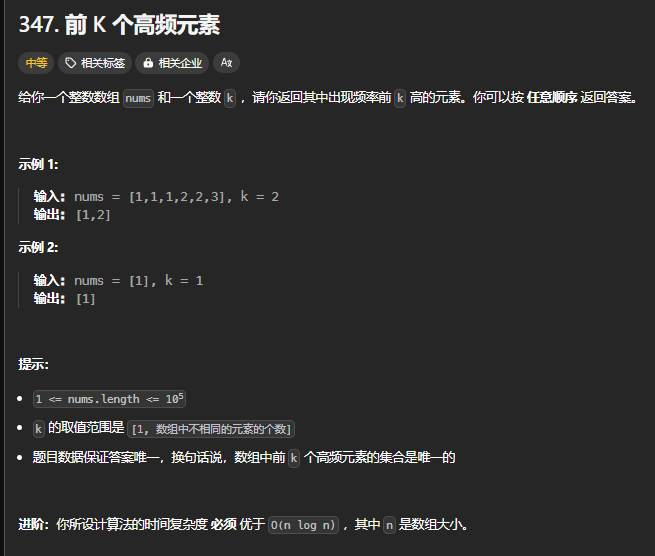 347. 前 K 个高频元素
中等 相关标签 相关企业 Aあ
给你一个整数数组 nums 和一个整数 k ，请你返回其中出现频率前 k 高的元素。你可以按 任意顺序 返回答案。
示例 1:
输入: nums = [1,1,1,2,2,3], k = 2
输出: [1,2]
示例 2:
输入: nums = [1], k = 1
输出: [1]
提示：
1 <= nums.length <= 10⁵
k 的取值范围是 [1, 数组中不相同的元素的个数]
题目数据保证答案唯一，换句话说，数组中前 k 个高频元素的集合是唯一的
进阶：你所设计算法的时间复杂度 必须 优于 O(n log n) ，其中 n 是数组大小。